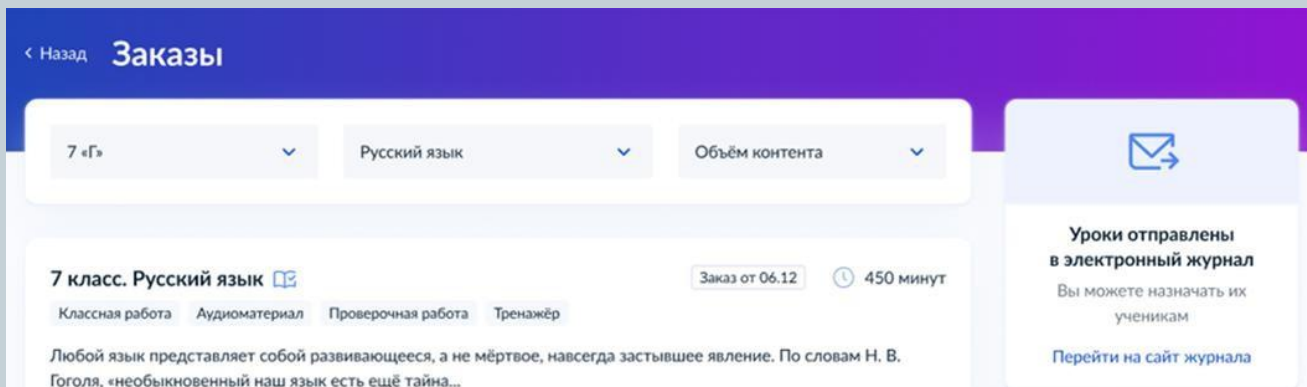 Назад Заказы
7 «Г» Русский язык Объём контента
7 класс. Русский язык Заказ от 06.12 450 минут
Классная работа Аудиоматериал Проверочная работа Тренажёр
Любой язык представляет собой развивающееся, а не мёртвое, навсегда застывшее явление. По словам Н. В.
Гоголя, «необыкновенный наш язык есть ещё тайна...
Уроки отправлены
в электронный журнал
Вы можете назначать их
ученикам
Перейти на сайт журнала